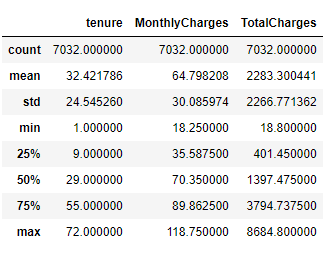 tenure MonthlyCharges TotalCharges
count 7032.000000 7032.000000 7032.000000
mean 32.421786 64.798208 2283.300441
std 24.545260 30.085974 2266.771362
min 1.000000 18.250000 18.800000
25% 9.000000 35.587500 401.450000
50% 29.000000 70.350000 1397.475000
75% 55.000000 89.862500 3794.737500
max 72.000000 118.750000 8684.800000